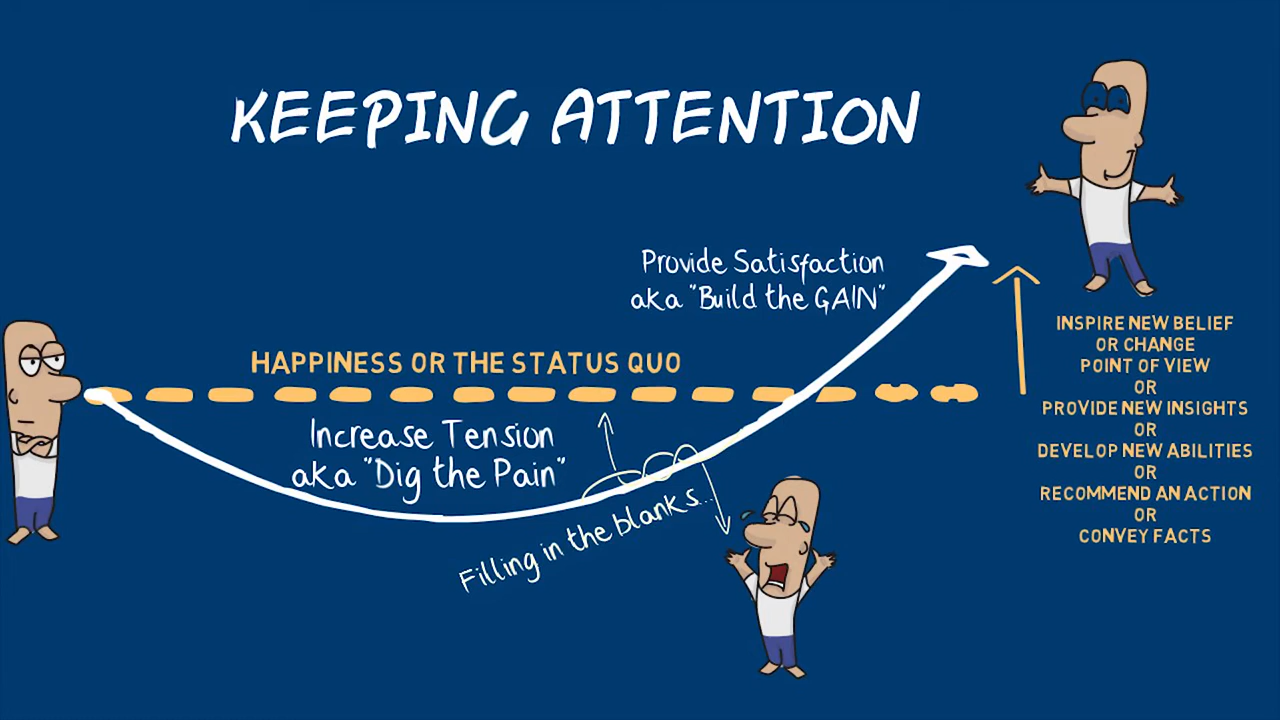 KEEPING ATTENTION
Provide Satisfaction
aka "Build the GAIN"
HAPPINESS OR THE STATUS QUO
Increase Tension
aka "Dig the Pain"
Filling in the blanks...
INSPIRE NEW BELIEF
OR CHANGE
POINT OF VIEW
OR
PROVIDE NEW INSIGHTS
OR
DEVELOP NEW ABILITIES
OR
RECOMMEND AN ACTION
OR
CONVEY FACTS